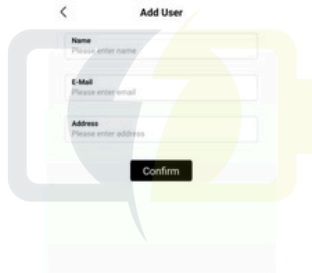 Add User
Name
Please enter name
E-Mail
Please enter email
Address
Please enter address
Confirm